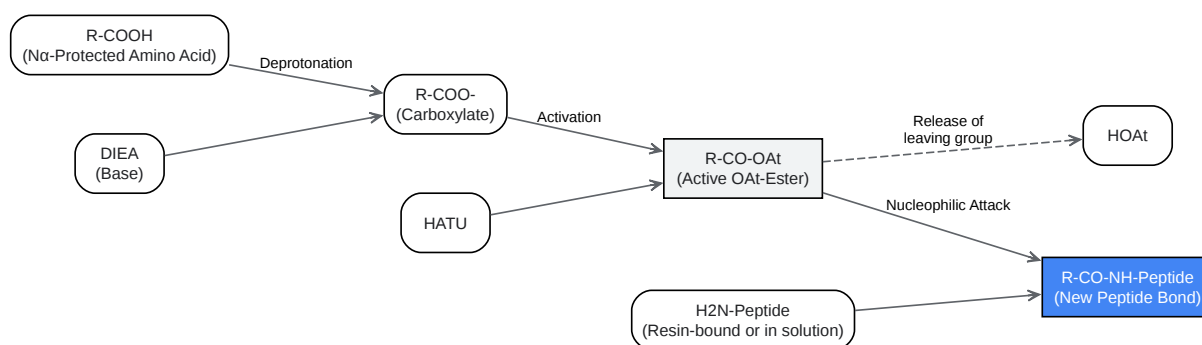 R-COOH
(Nα-Protected Amino Acid)
Deprotonation
R-COO-
(Carboxylate)
DIEA
(Base)
Activation
HATU
R-CO-OAt
(Active OAt-Ester)
Release of
leaving group
HOAt
Nucleophilic Attack
H2N-Peptide
(Resin-bound or in solution)
R-CO-NH-Peptide
(New Peptide Bond)